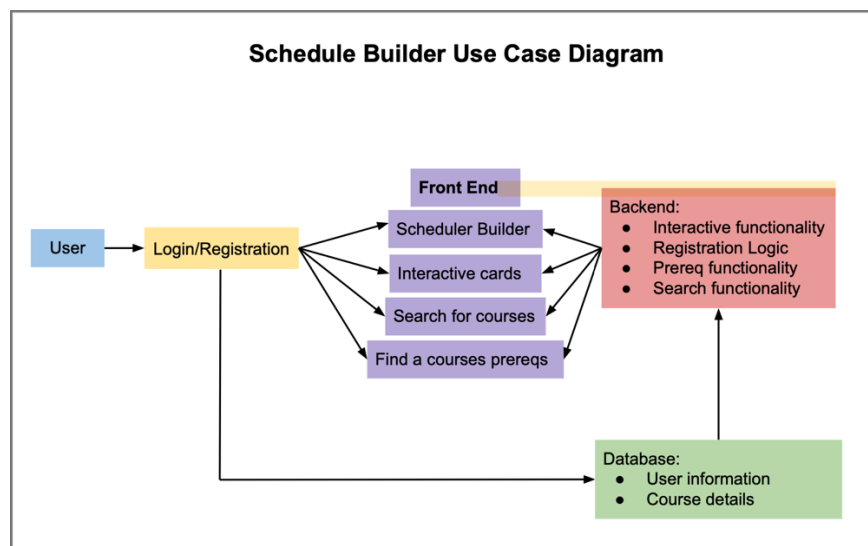 Schedule Builder Use Case Diagram
Front End
User
Login/Registration
Scheduler Builder
Interactive cards
Search for courses
Find a courses prereqs
Backend:
● Interactive functionality
● Registration Logic
● Prereq functionality
● Search functionality
Database:
● User information
● Course details